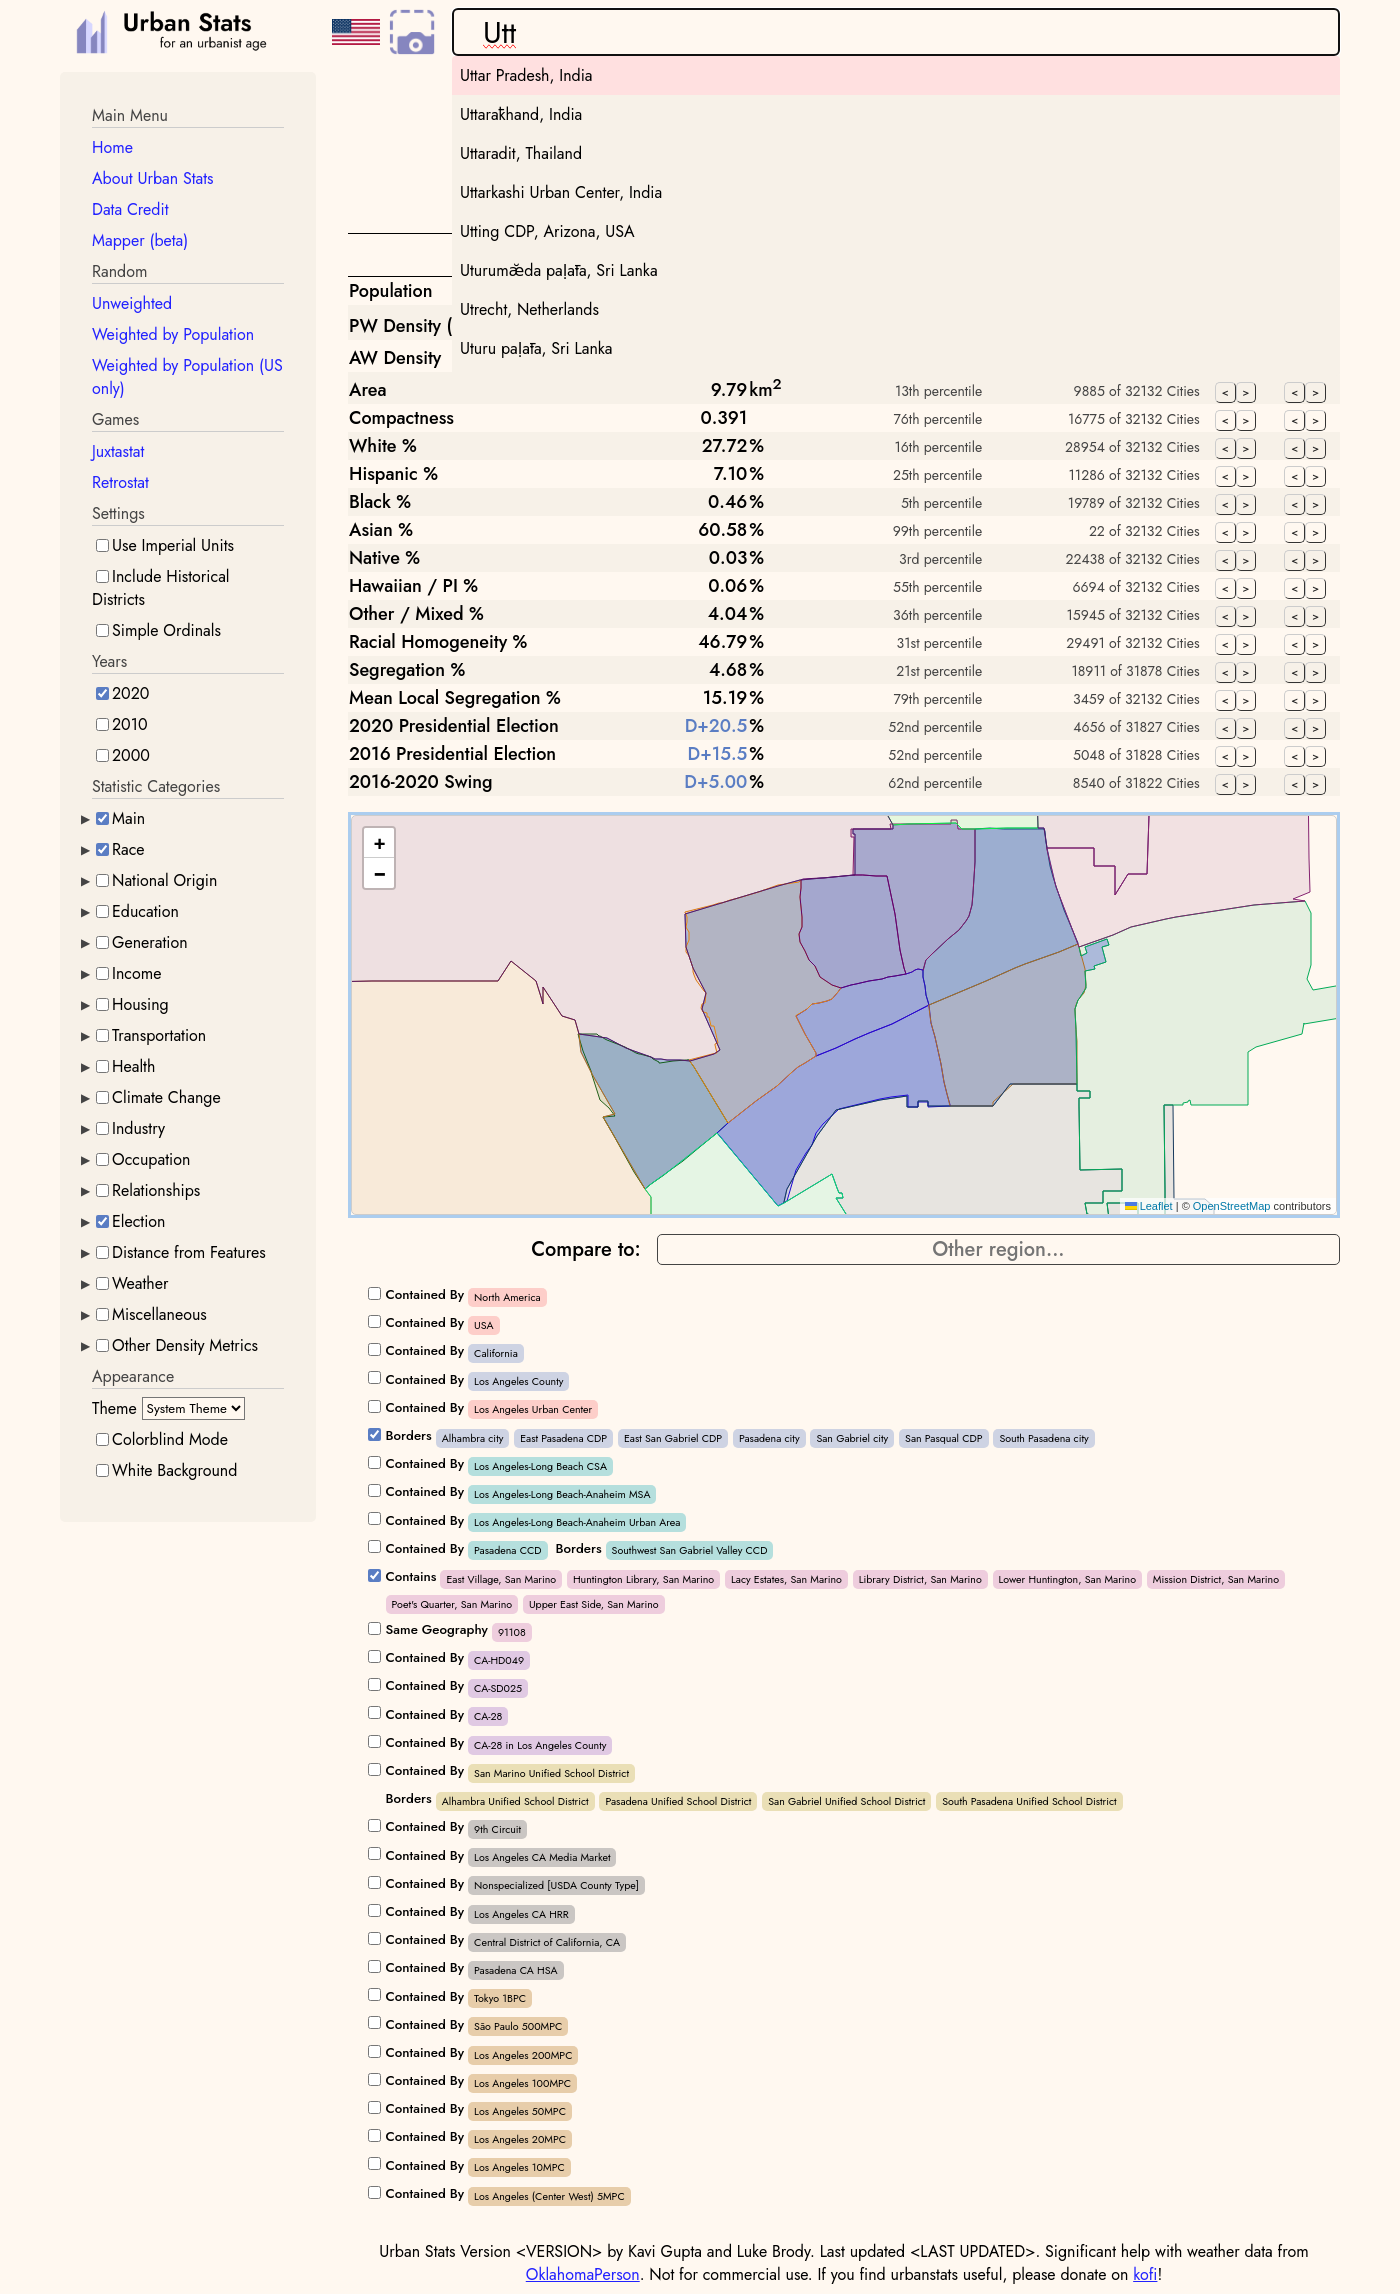 Urban Stats
for an urbanist age
Utt
Uttar Pradesh, India
Uttarākhand, India
Uttaradit, Thailand
Uttarkashi Urban Center, India
Utting CDP, Arizona, USA
Uturumæ̆da paḷāta, Sri Lanka
Utrecht, Netherlands
Uturu paḷāta, Sri Lanka
Main Menu
Home
About Urban Stats
Data Credit
Mapper (beta)
Random
Unweighted
Weighted by Population
Weighted by Population (US
only)
Games
Juxtastat
Retrostat
Settings
Use Imperial Units
Include Historical
Districts
Simple Ordinals
Years
2020
2010
2000
Statistic Categories
Main
Race
National Origin
Education
Generation
Income
Housing
Transportation
Health
Climate Change
Industry
Occupation
Relationships
Election
Distance from Features
Weather
Miscellaneous
Other Density Metrics
Appearance
Theme System Theme
Colorblind Mode
White Background
Population
PW Density (
AW Density
Area 9.79 km² 13th percentile 9885 of 32132 Cities < > < >
Compactness 0.391 76th percentile 16775 of 32132 Cities < > < >
White % 27.72% 16th percentile 28954 of 32132 Cities < > < >
Hispanic % 7.10% 25th percentile 11286 of 32132 Cities < > < >
Black % 0.46% 5th percentile 19789 of 32132 Cities < > < >
Asian % 60.58% 99th percentile 22 of 32132 Cities < > < >
Native % 0.03% 3rd percentile 22438 of 32132 Cities < > < >
Hawaiian / PI % 0.06% 55th percentile 6694 of 32132 Cities < > < >
Other / Mixed % 4.04% 36th percentile 15945 of 32132 Cities < > < >
Racial Homogeneity % 46.79% 31st percentile 29491 of 32132 Cities < > < >
Segregation % 4.68% 21st percentile 18911 of 31878 Cities < > < >
Mean Local Segregation % 15.19% 79th percentile 3459 of 32132 Cities < > < >
2020 Presidential Election D+20.5% 52nd percentile 4656 of 31827 Cities < > < >
2016 Presidential Election D+15.5% 52nd percentile 5048 of 31828 Cities < > < >
2016-2020 Swing D+5.00% 62nd percentile 8540 of 31822 Cities < > < >
+
−
Leaflet | © OpenStreetMap contributors
Compare to: Other region...
Contained By North America
Contained By USA
Contained By California
Contained By Los Angeles County
Contained By Los Angeles Urban Center
Borders Alhambra city East Pasadena CDP East San Gabriel CDP Pasadena city San Gabriel city San Pasqual CDP South Pasadena city
Contained By Los Angeles-Long Beach CSA
Contained By Los Angeles-Long Beach-Anaheim MSA
Contained By Los Angeles-Long Beach-Anaheim Urban Area
Contained By Pasadena CCD Borders Southwest San Gabriel Valley CCD
Contains East Village, San Marino Huntington Library, San Marino Lacy Estates, San Marino Library District, San Marino Lower Huntington, San Marino Mission District, San Marino
Poet's Quarter, San Marino Upper East Side, San Marino
Same Geography 91108
Contained By CA-HD049
Contained By CA-SD025
Contained By CA-28
Contained By CA-28 in Los Angeles County
Contained By San Marino Unified School District
Borders Alhambra Unified School District Pasadena Unified School District San Gabriel Unified School District South Pasadena Unified School District
Contained By 9th Circuit
Contained By Los Angeles CA Media Market
Contained By Nonspecialized [USDA County Type]
Contained By Los Angeles CA HRR
Contained By Central District of California, CA
Contained By Pasadena CA HSA
Contained By Tokyo 1BPC
Contained By São Paulo 500MPC
Contained By Los Angeles 200MPC
Contained By Los Angeles 100MPC
Contained By Los Angeles 50MPC
Contained By Los Angeles 20MPC
Contained By Los Angeles 10MPC
Contained By Los Angeles (Center West) 5MPC
Urban Stats Version <VERSION> by Kavi Gupta and Luke Brody. Last updated <LAST UPDATED>. Significant help with weather data from
OklahomaPerson. Not for commercial use. If you find urbanstats useful, please donate on kofi!